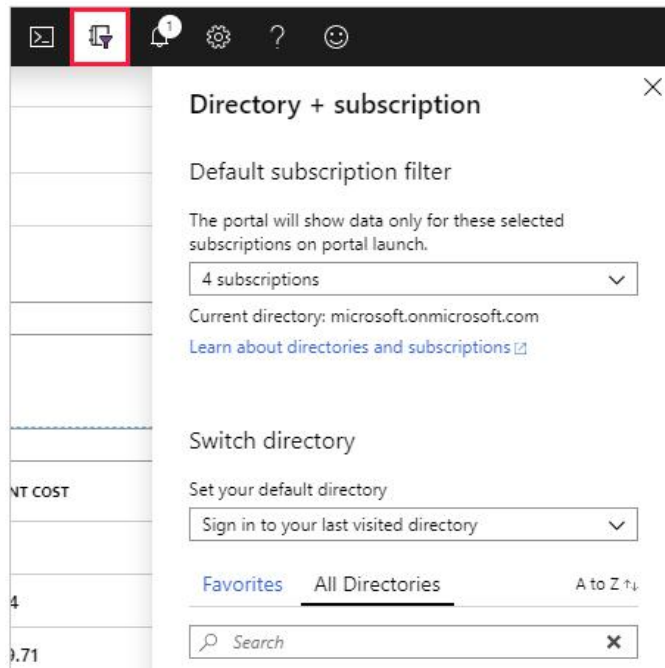 1
Directory + subscription
Default subscription filter
The portal will show data only for these selected
subscriptions on portal launch.
4 subscriptions
Current directory: microsoft.onmicrosoft.com
Learn about directories and subscriptions
Switch directory
NT COST
Set your default directory
Sign in to your last visited directory
Favorites All Directories A to Z
4
Search
9.71